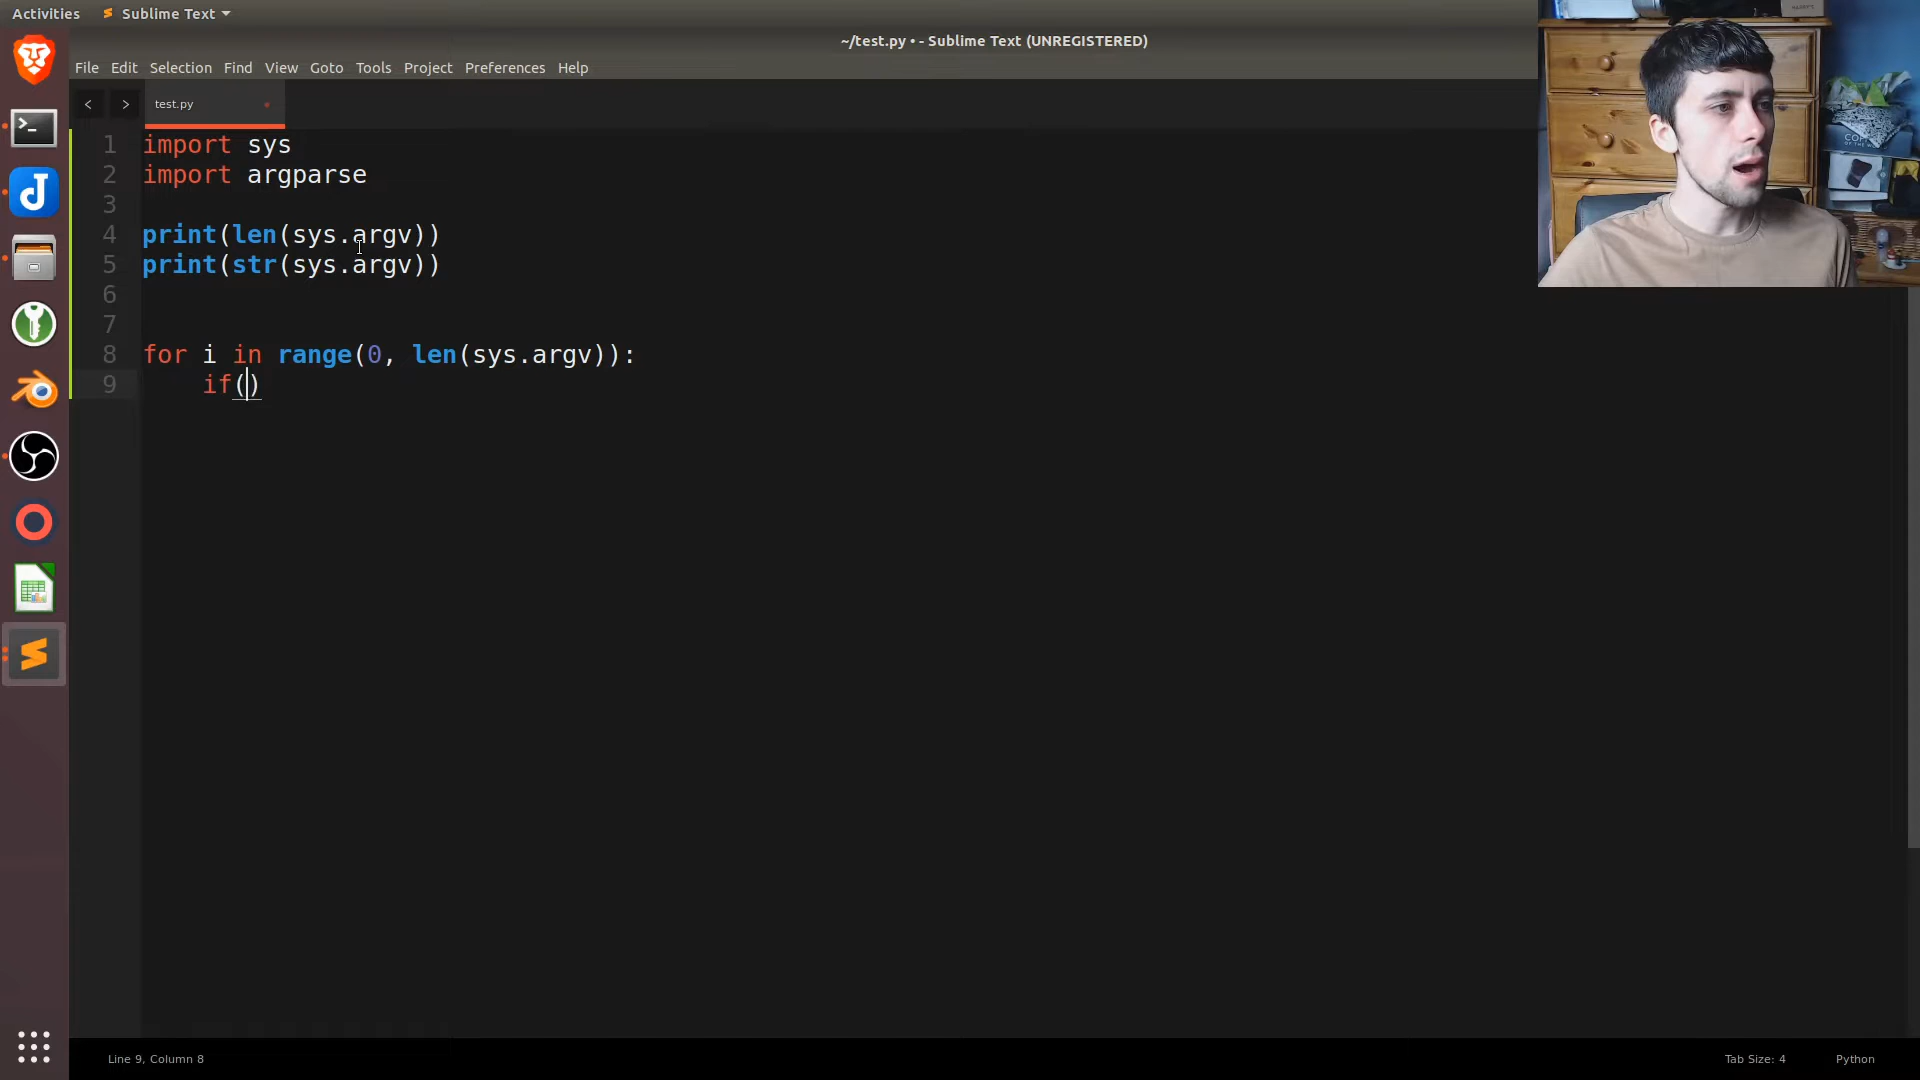 Activities
Sublime Text
~/test.py • - Sublime Text (UNREGISTERED)
File Edit Selection Find View Goto Tools Project Preferences Help
test.py
1 import sys
2 import argparse
3
4 print(len(sys.argv))
5 print(str(sys.argv))
6
7
8 for i in range(0, len(sys.argv)):
9 if()
Line 9, Column 8
Tab Size: 4
Python